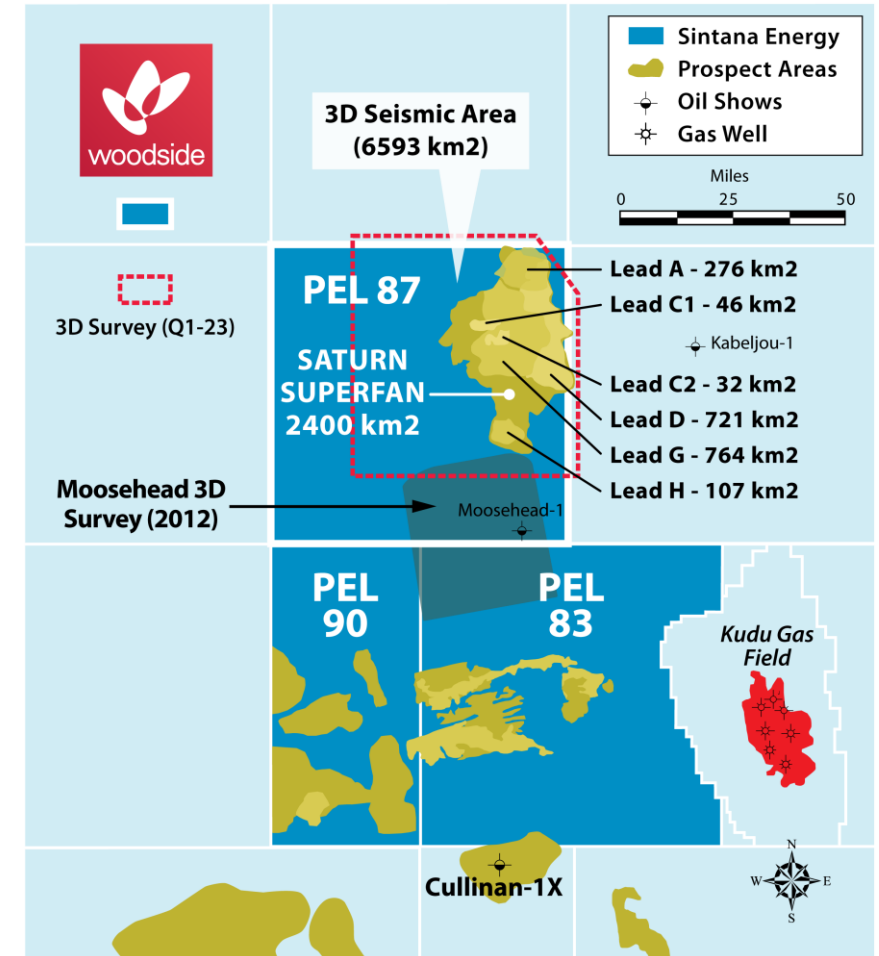 woodside
3D Survey (Q1-23)
3D Seismic Area
(6593 km2)
Sintana Energy
Prospect Areas
Oil Shows
Gas Well
Miles
0 25 50
PEL 87
SATURN
SUPERFAN
2400 km2
Lead A - 276 km2
Lead C1 - 46 km2
Kabeljou-1
Lead C2 - 32 km2
Lead D - 721 km2
Lead G - 764 km2
Lead H - 107 km2
Moosehead 3D
Survey (2012)
Moosehead-1
PEL
90
PEL
83
Kudu Gas
Field
Cullinan-1X
N
W E
S